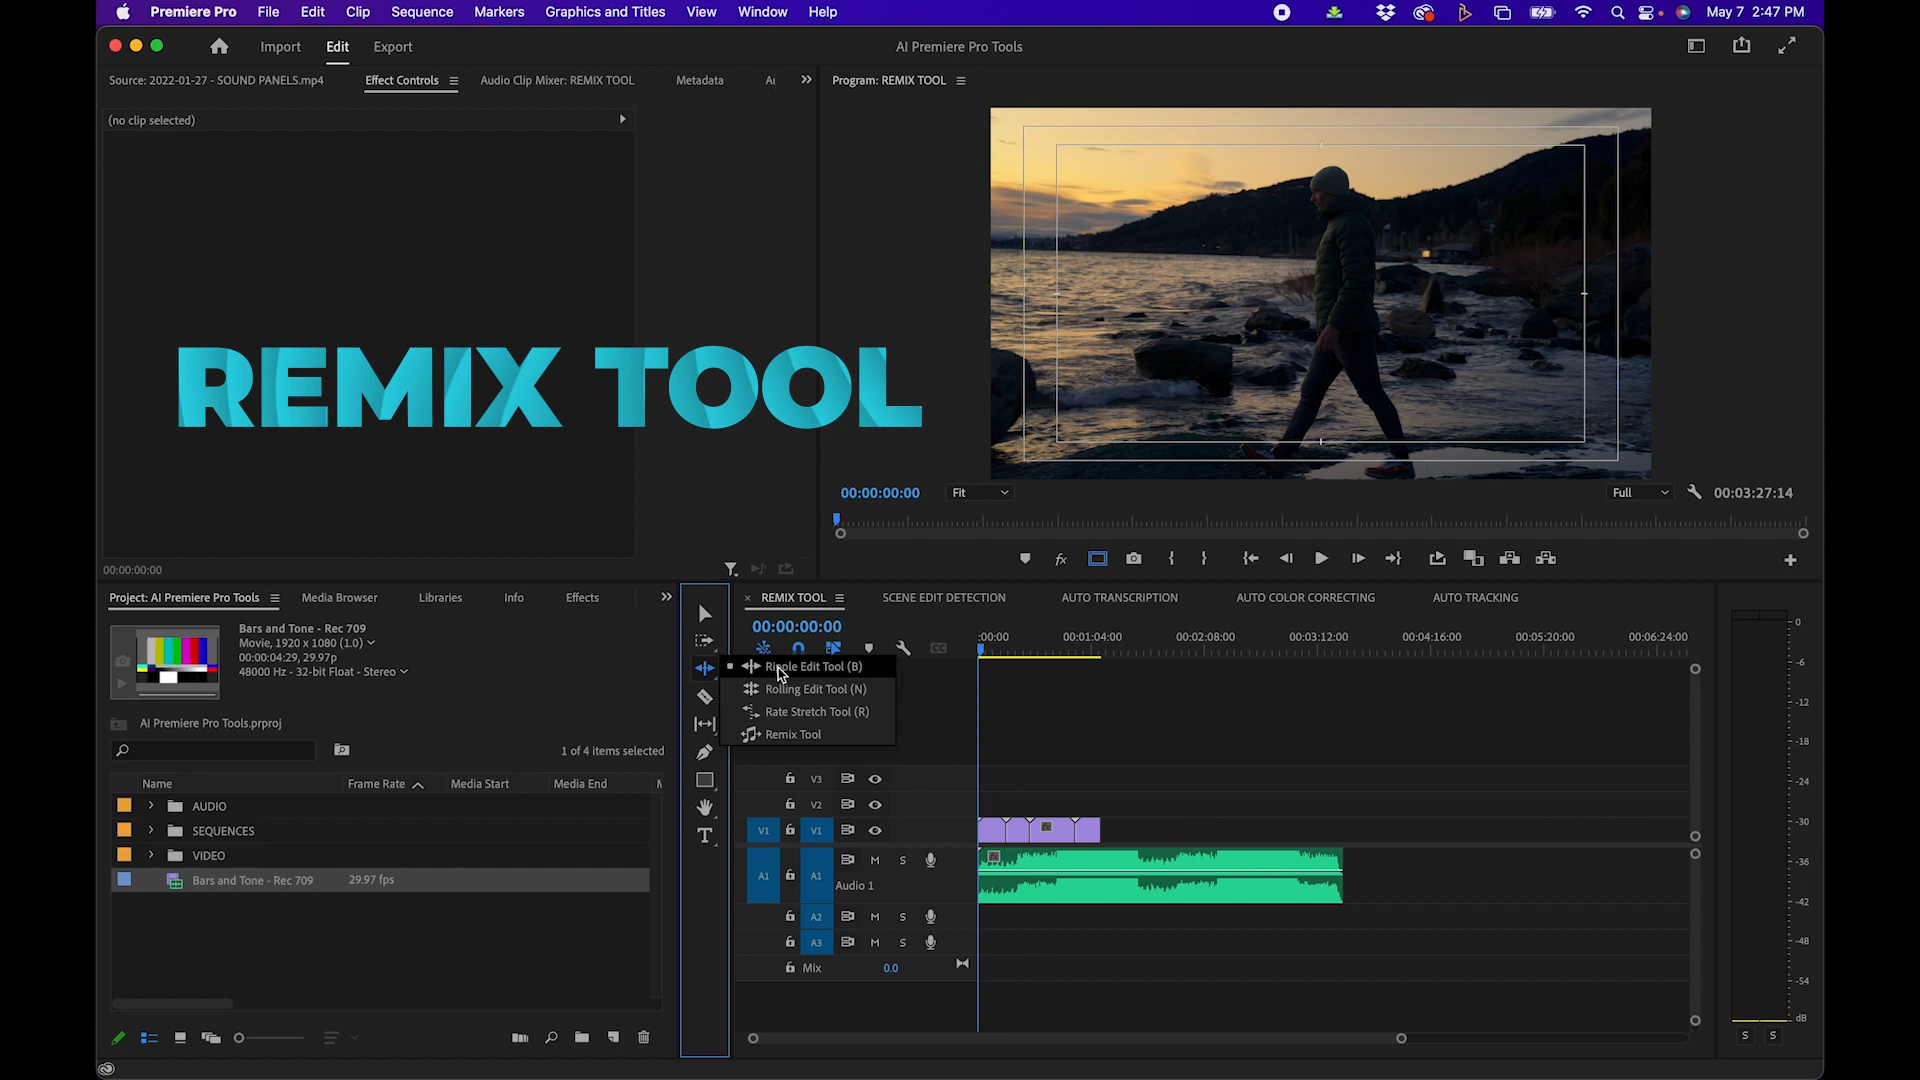 Premiere Pro File Edit Clip Sequence Markers Graphics and Titles View Window Help May 7 2:47 PM
Import Edit Export AI Premiere Pro Tools
Source: 2022-01-27 - SOUND PANELS.mp4 Effect Controls Audio Clip Mixer: REMIX TOOL Metadata Program: REMIX TOOL
(no clip selected)
REMIX TOOL
00:00:00:00 Fit Full 00:03:27:14
fx
00:00:00:00
Project: AI Premiere Pro Tools Media Browser Libraries Info Effects
REMIX TOOL SCENE EDIT DETECTION AUTO TRANSCRIPTION AUTO COLOR CORRECTING AUTO TRACKING
Bars and Tone - Rec 709
Movie, 1920 x 1080 (1.0)
00:00:04:29, 29.97p
48000 Hz - 32-bit Float - Stereo
00:00:00:00
:00:00 00:01:04:00 00:02:08:00 00:03:12:00 00:04:16:00 00:05:20:00 00:06:24:00
Ripple Edit Tool (B)
Rolling Edit Tool (N)
Rate Stretch Tool (R)
Remix Tool
AI Premiere Pro Tools.prproj
1 of 4 items selected
Name Frame Rate Media Start Media End
AUDIO
SEQUENCES
VIDEO
Bars and Tone - Rec 709 29.97 fps
V3
V2
V1 V1
A1 A1 M S
Audio 1
A2 M S
A3 M S
Mix 0.0
0
-6
-12
-18
-24
-30
-36
-42
-48
-54
dB
S S